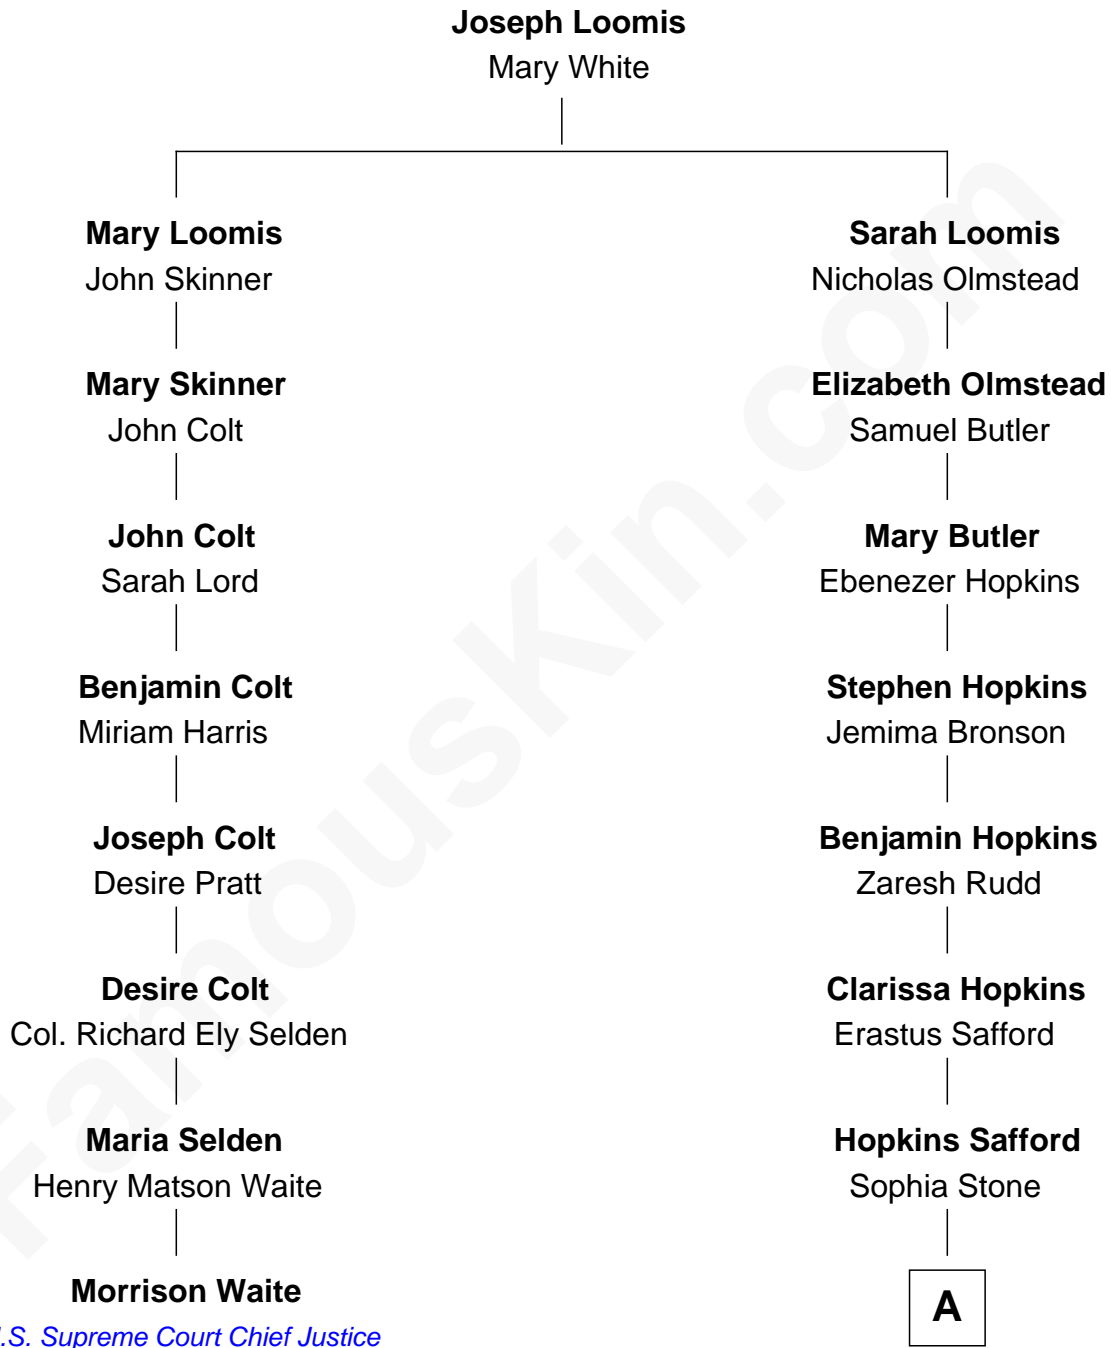 Joseph Loomis
Mary White
Mary Loomis
John Skinner
Sarah Loomis
Nicholas Olmstead
Mary Skinner
John Colt
Elizabeth Olmstead
Samuel Butler
John Colt
Sarah Lord
Mary Butler
Ebenezer Hopkins
Benjamin Colt
Miriam Harris
Stephen Hopkins
Jemima Bronson
Joseph Colt
Desire Pratt
Benjamin Hopkins
Zaresh Rudd
Desire Colt
Col. Richard Ely Selden
Clarissa Hopkins
Erastus Safford
Maria Selden
Henry Matson Waite
Hopkins Safford
Sophia Stone
Morrison Waite
.S. Supreme Court Chief Justice
A
FamousKin.com